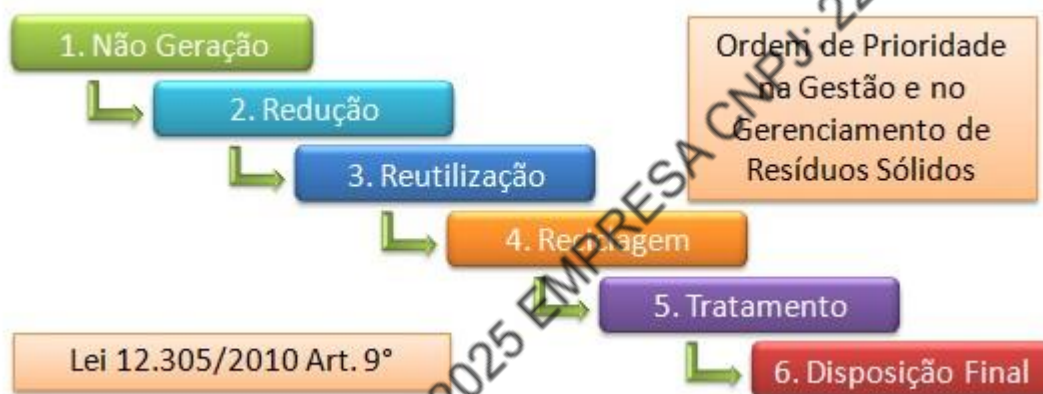 1. Não Geração
2. Redução
3. Reutilização
4. Reciclagem
5. Tratamento
6. Disposição Final
Ordem de Prioridade
na Gestão e no
Gerenciamento de
Resíduos Sólidos
Lei 12.305/2010 Art. 9°
2025 EMPRESA CNPJ: 22